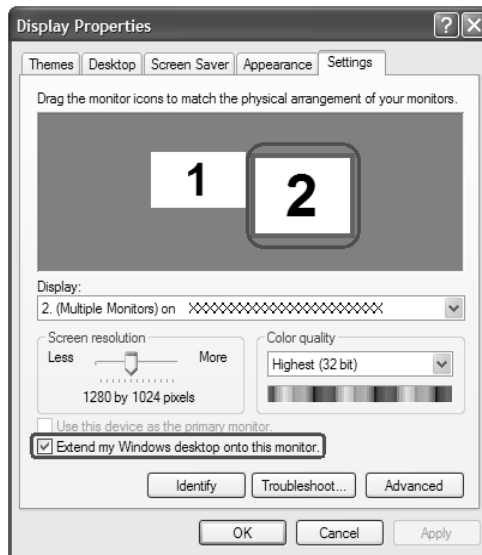 Display Properties
Themes Desktop Screen Saver Appearance Settings
Drag the monitor icons to match the physical arrangement of your monitors.
1
2
Display:
2. (Multiple Monitors) on XXXXXXXXXXXXXXXXXXXXXXX
Screen resolution
Less More
1280 by 1024 pixels
Color quality
Highest (32 bit)
Use this device as the primary monitor.
Extend my Windows desktop onto this monitor.
Identify Troubleshoot... Advanced
OK Cancel Apply